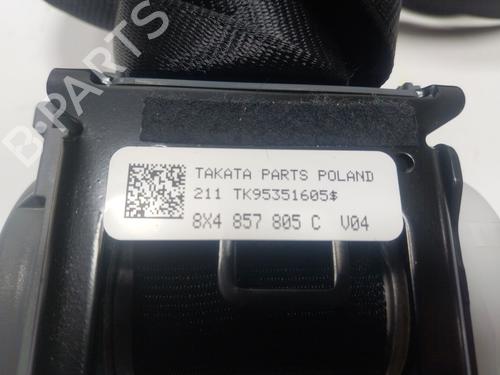 B-PARTS
TAKATA PARTS POLAND
211 TK95351605$
8X4 857 805 C V04